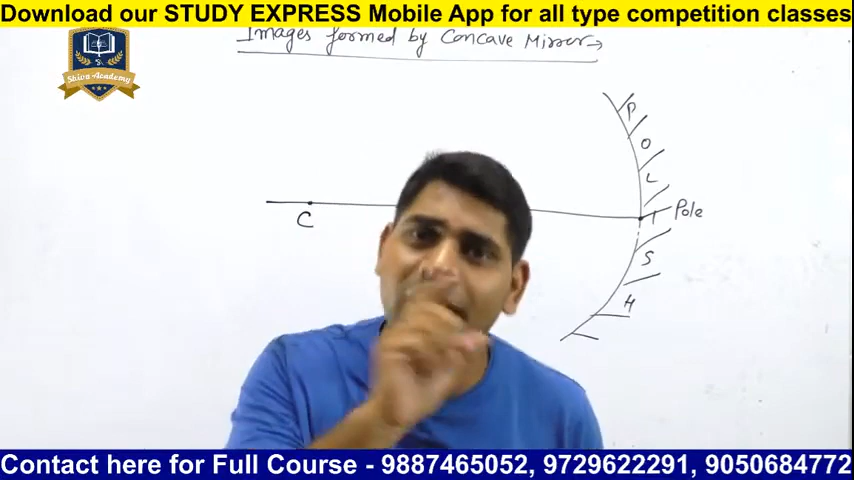 Download our STUDY EXPRESS Mobile App for all type competition classes
Images formed by Concave Mirror→
Shiva Academy
P
O
L
I
S
H
Pole
C
Contact here for Full Course - 9887465052, 9729622291, 9050684772